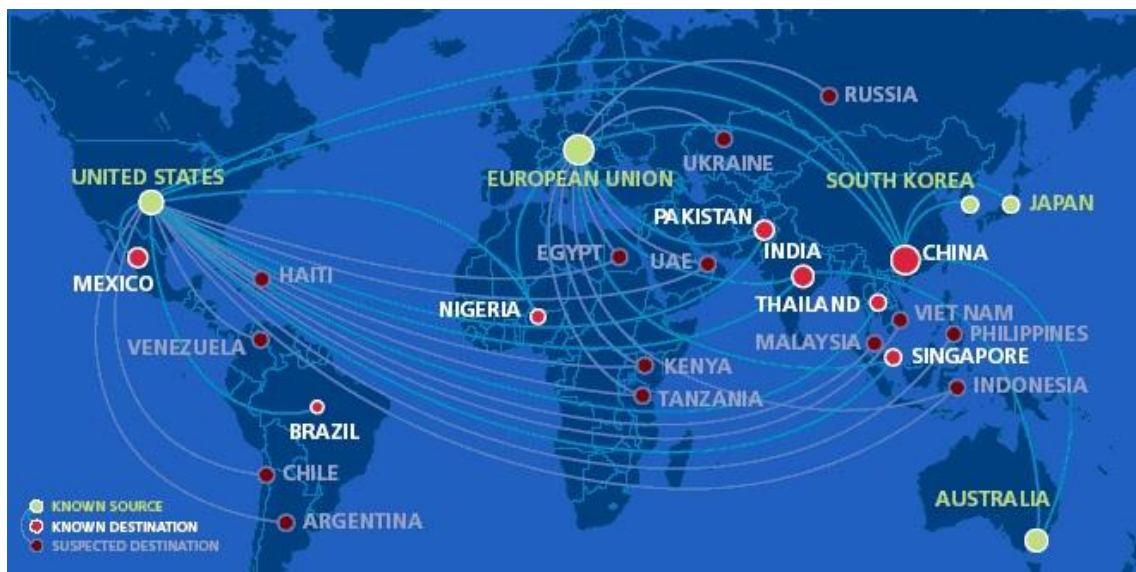 RUSSIA
UKRAINE
UNITED STATES
EUROPEAN UNION
SOUTH KOREA
JAPAN
PAKISTAN
INDIA
CHINA
EGYPT
UAE
MEXICO
HAITI
NIGERIA
THAILAND
VIET NAM
PHILIPPINES
VENEZUELA
MALAYSIA
SINGAPORE
KENYA
INDONESIA
TANZANIA
BRAZIL
CHILE
AUSTRALIA
ARGENTINA
KNOWN SOURCE
KNOWN DESTINATION
SUSPECTED DESTINATION